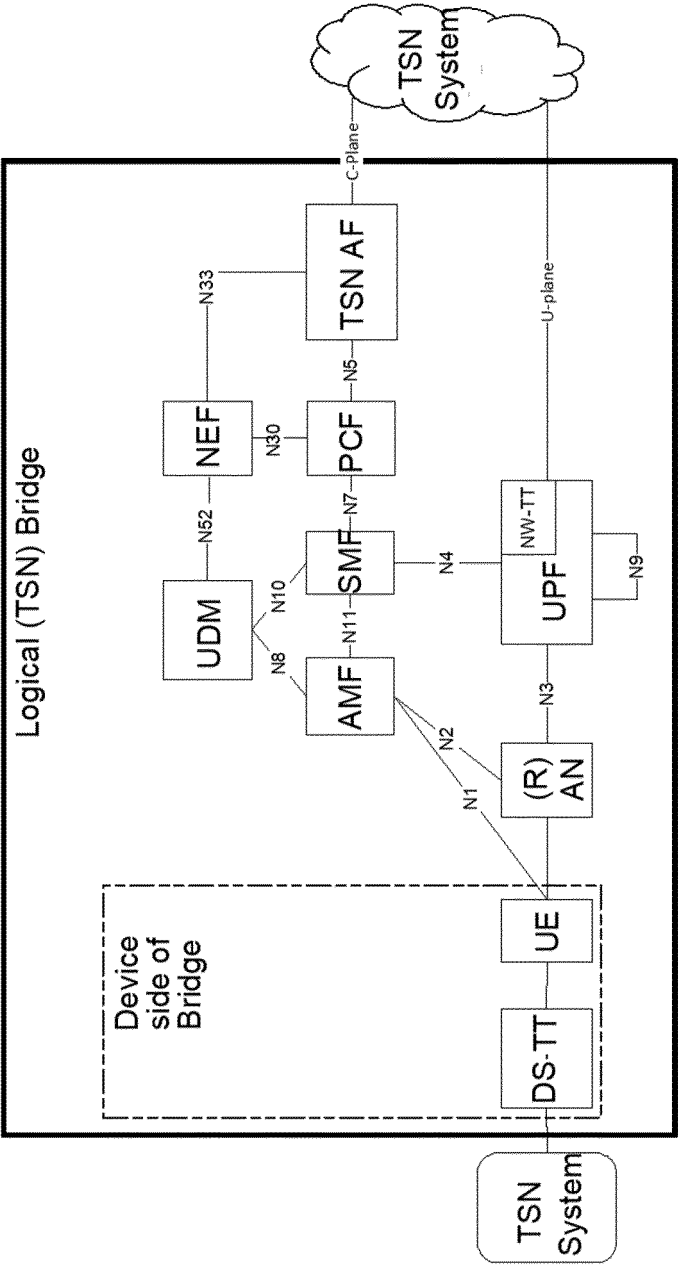 Logical (TSN) Bridge
UDM
N52
NEF
N33
N8
N10
N30
AMF
N11
SMF
N7
PCF
N5
TSN AF
C-Plane
TSN
System
N1
N2
N4
Device
side of
Bridge
TSN
System
DS-TT
UE
(R)
AN
N3
UPF
NW-TT
U-plane
N9